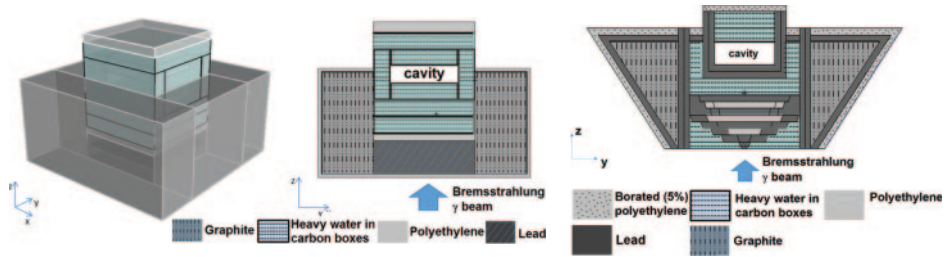 z
y
x
cavity
z
Y
Bremsstrahlung
γ beam
Graphite
Heavy water in
carbon boxes
Polyethylene
Lead
cavity
z
y
Bremsstrahlung
γ beam
Borated (5%)
polyethylene
Heavy water in
carbon boxes
Polyethylene
Lead
Graphite